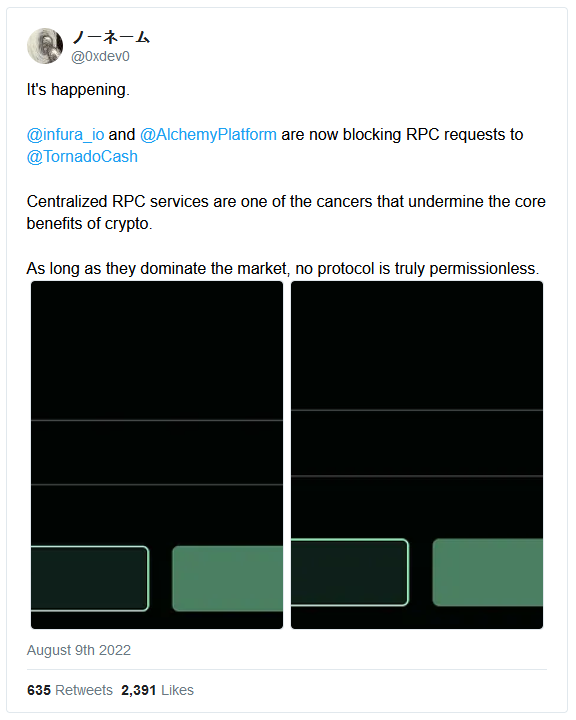 ノーネーム
@0xdev0
It's happening.
@infura_io and @AlchemyPlatform are now blocking RPC requests to
@TornadoCash
Centralized RPC services are one of the cancers that undermine the core
benefits of crypto.
As long as they dominate the market, no protocol is truly permissionless.
August 9th 2022
635 Retweets 2,391 Likes